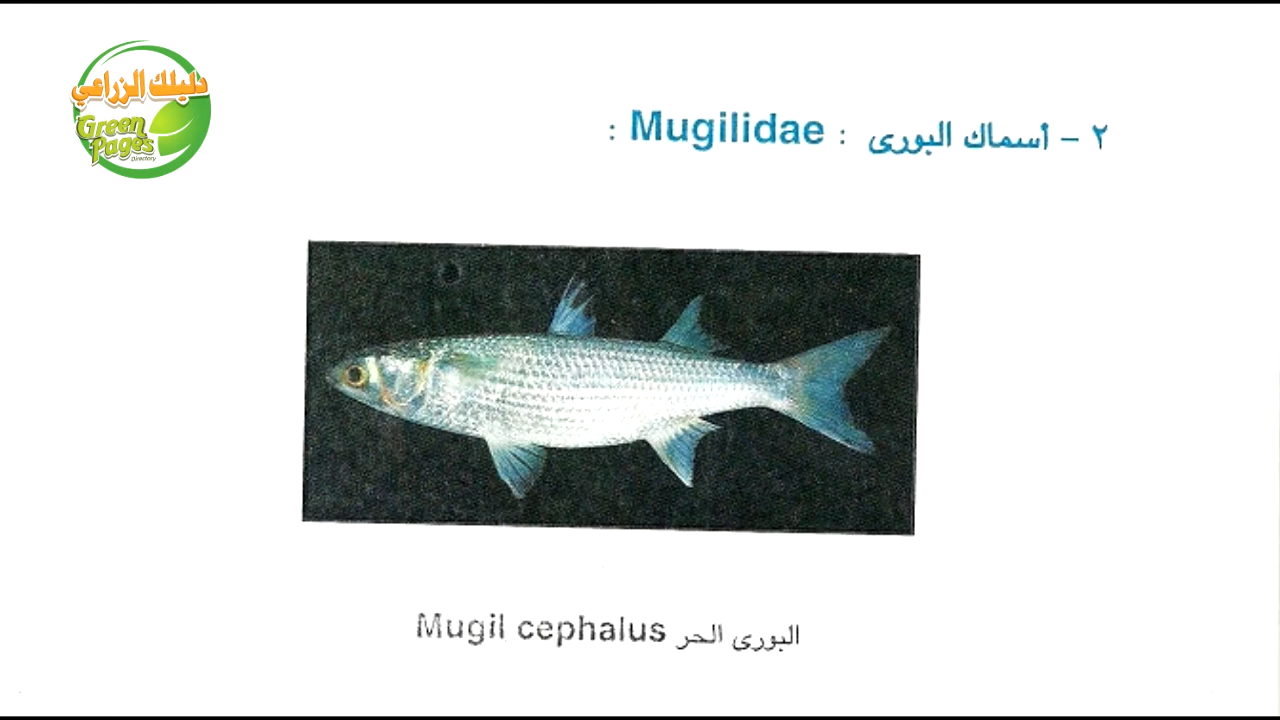 دليلك الزراعي
Green
Pages
Directory
٢ - أسماك البورى : Mugilidae :
البورى الحر Mugil cephalus